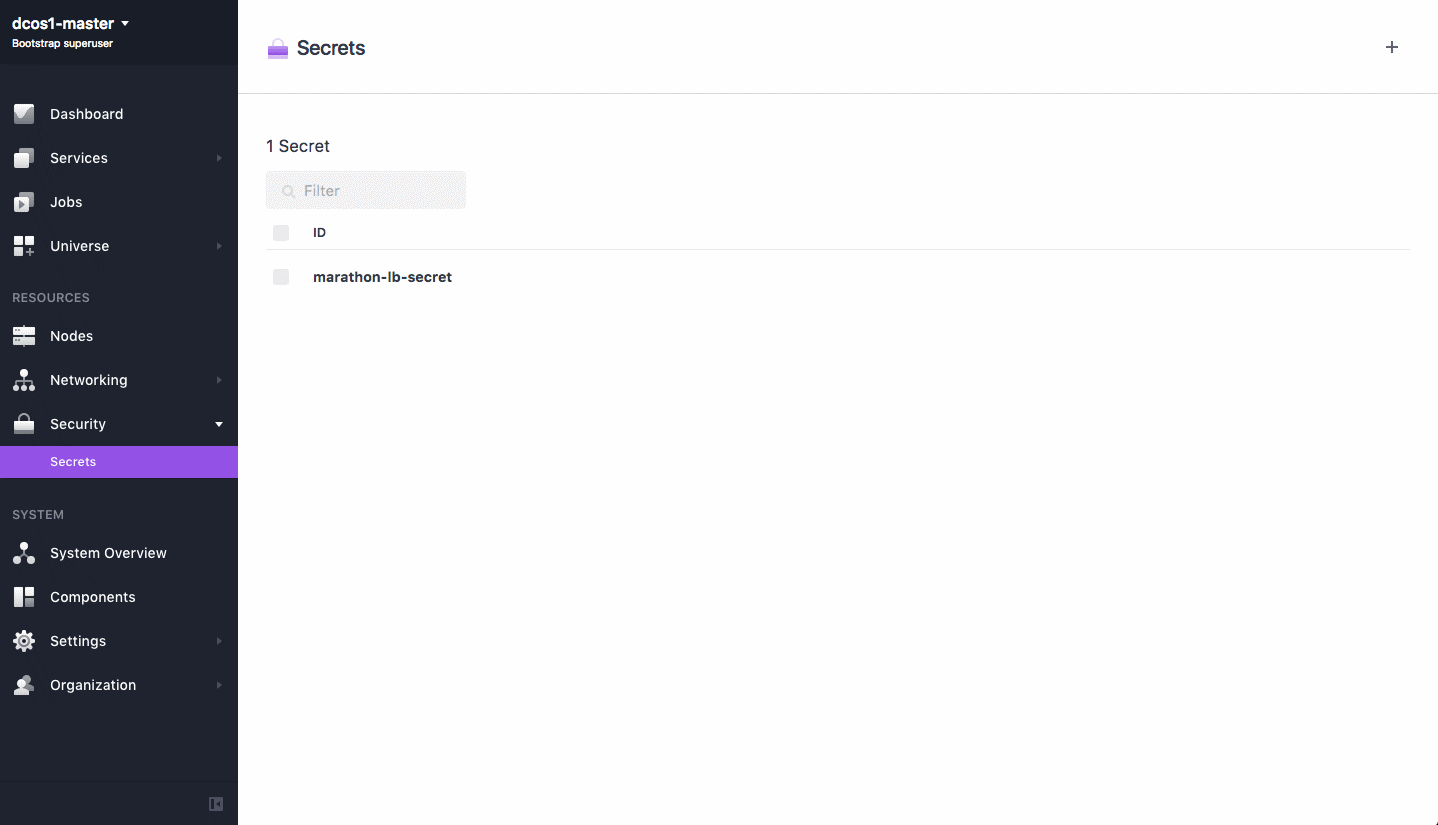 dcos1-master
Bootstrap superuser
Dashboard
Services
Jobs
Universe
RESOURCES
Nodes
Networking
Security
Secrets
SYSTEM
System Overview
Components
Settings
Organization
Secrets
1 Secret
Filter
ID
marathon-lb-secret